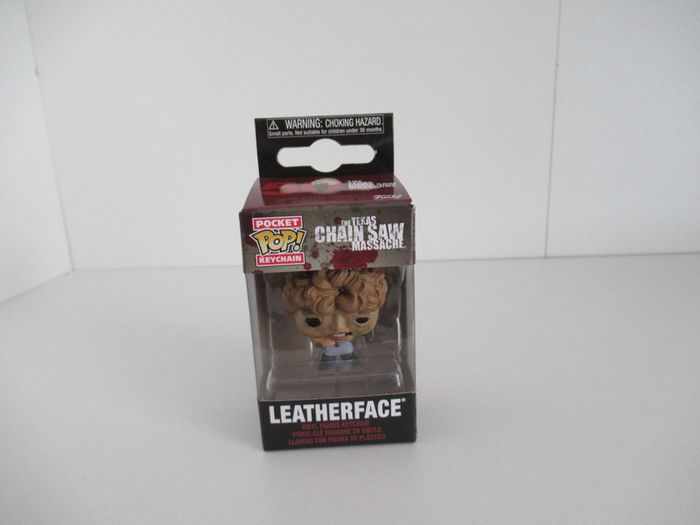 WARNING: CHOKING HAZARD.
Small parts. Not suitable for children under 36 months.
Funko
POCKET
POP!
KEYCHAIN
THE TEXAS
CHAIN SAW
MASSACRE
LEATHERFACE
VINYL FIGURE KEYCHAIN
PORTE-CLÉ FIGURINE EN VINYLE
LLAVERO CON FIGURA DE PLÁSTICO